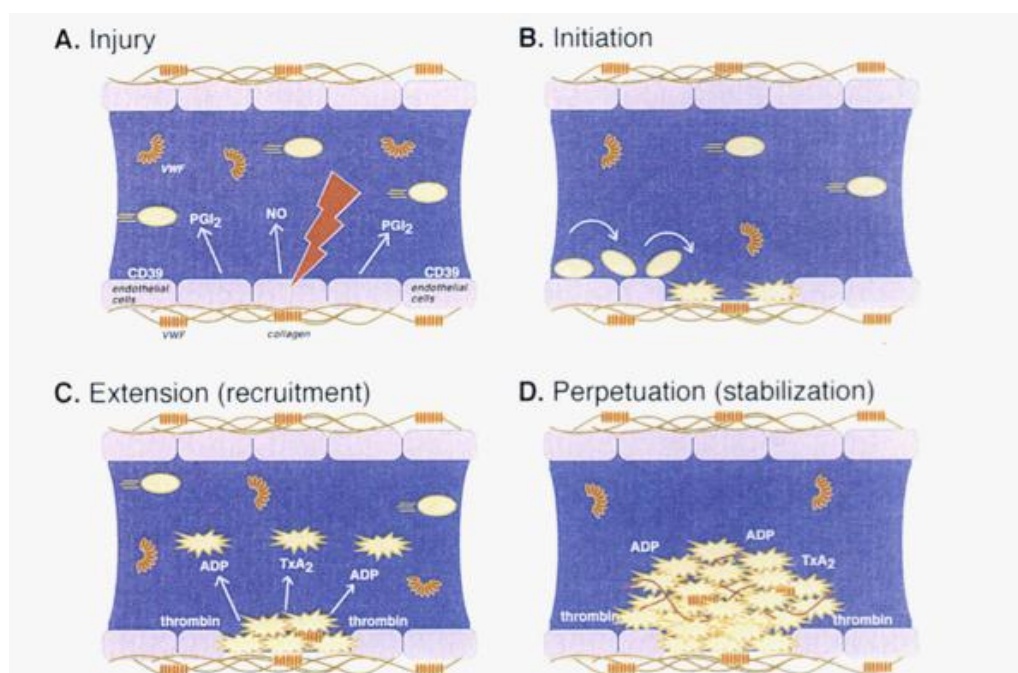 A. Injury
VWF
PGI2
NO
PGI2
CD39
CD39
endothelial
cells
endothelial
cells
VWF
collagen
B. Initiation
C. Extension (recruitment)
ADP
TxA2
ADP
thrombin
thrombin
D. Perpetuation (stabilization)
ADP
ADP
TxA2
thrombin
thrombin